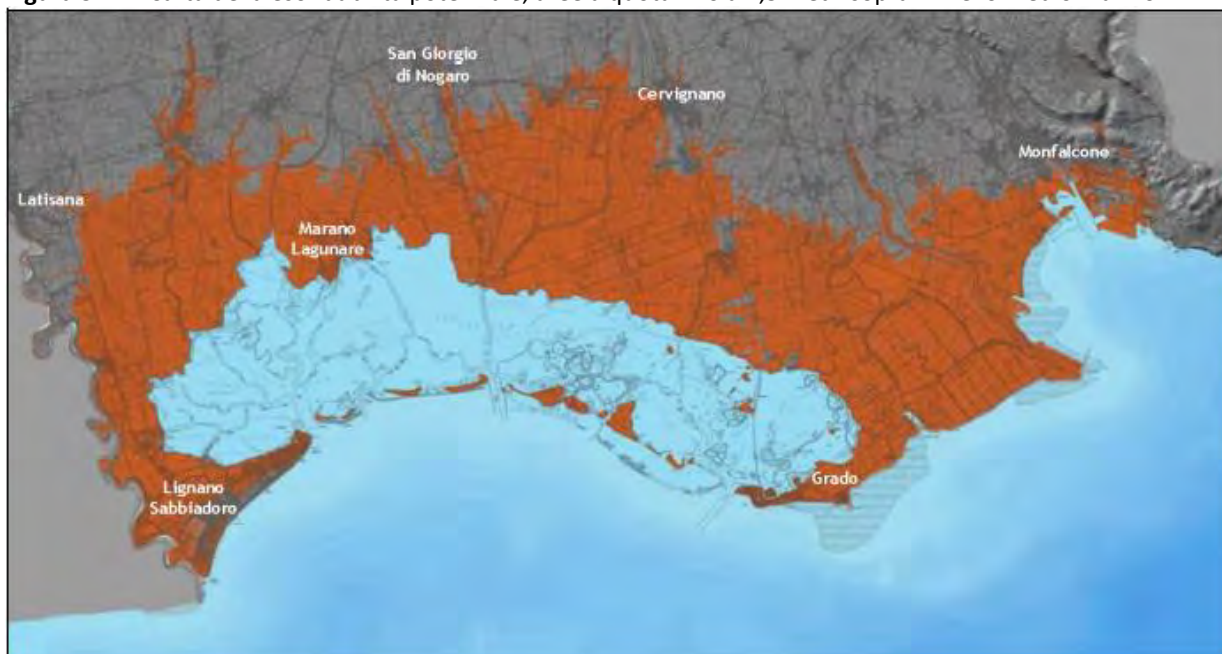 San Giorgio
di Nogaro
Cervignano
Monfalcone
Latisana
Marano
Lagunare
Grado
Lignano
Sabbiadoro